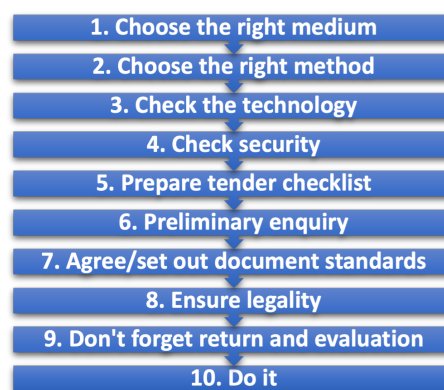 1. Choose the right medium
2. Choose the right method
3. Check the technology
4. Check security
5. Prepare tender checklist
6. Preliminary enquiry
7. Agree/set out document standards
8. Ensure legality
9. Don't forget return and evaluation
10. Do it